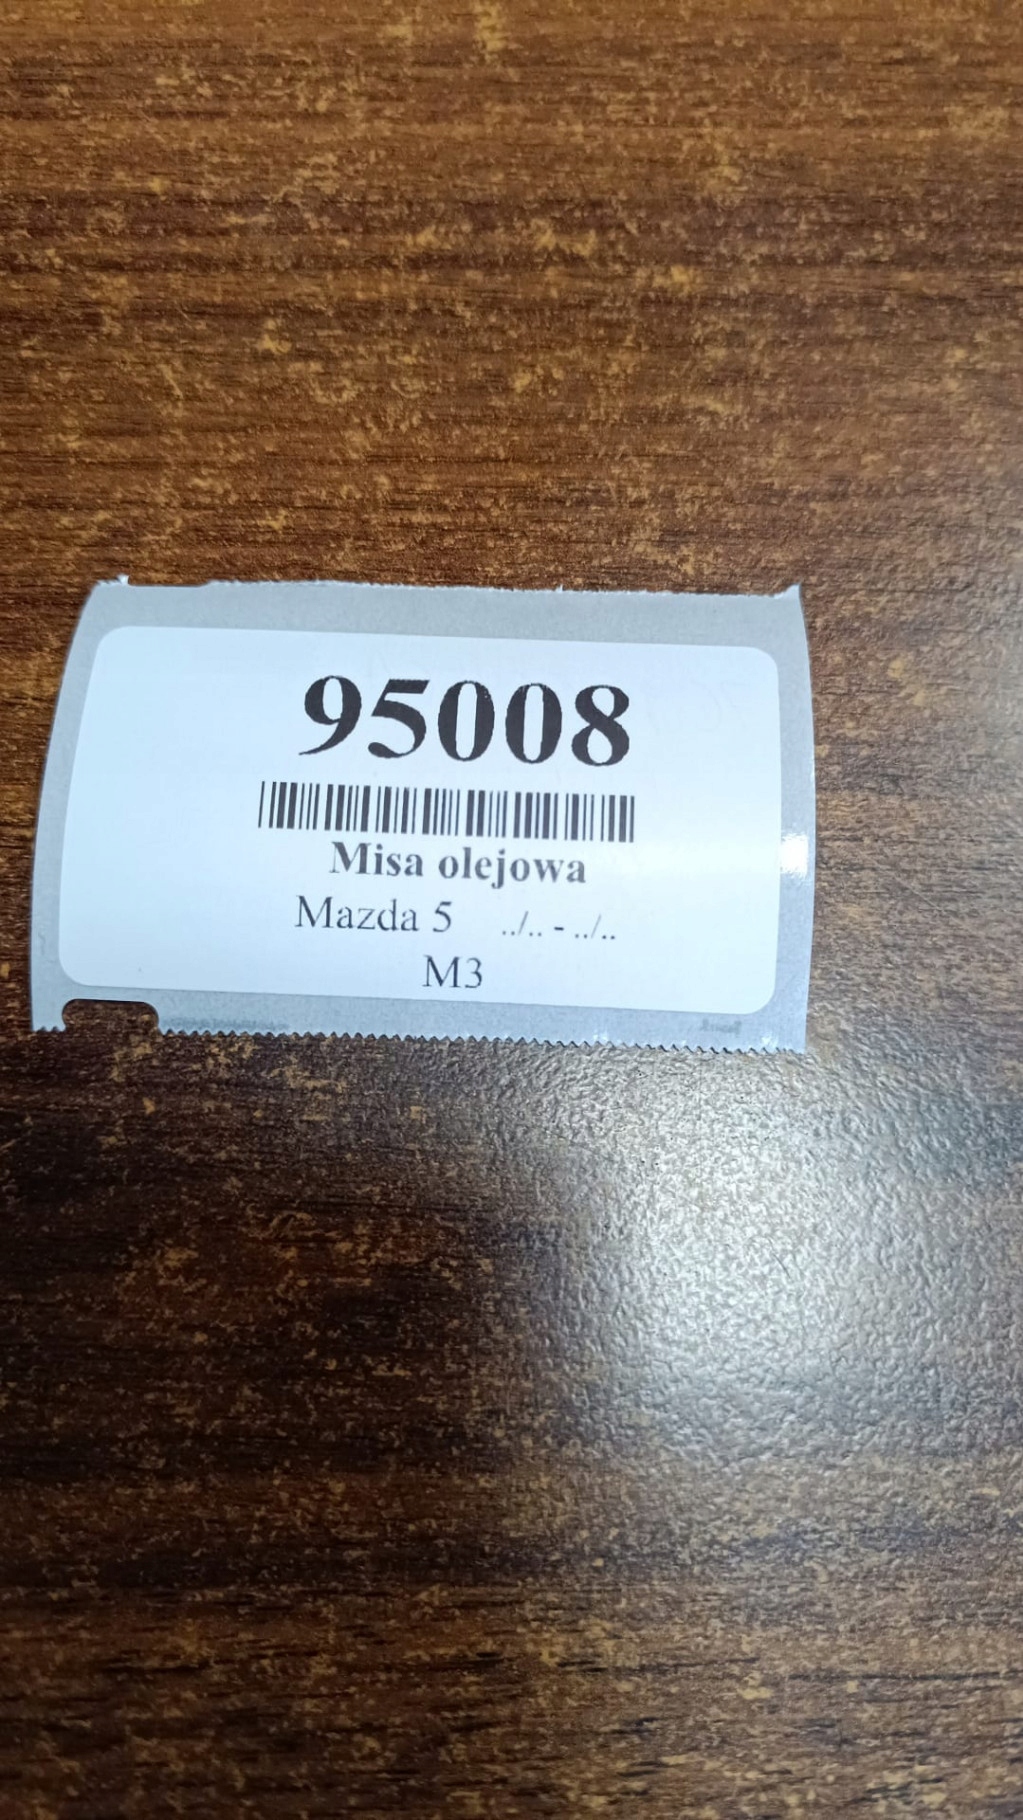 95008
Misa olejowa
Mazda 5 ../.. - ../..
M3